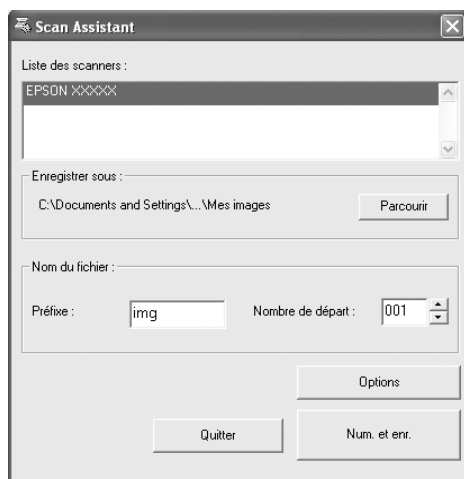 Scan Assistant
Liste des scanners :
EPSON XXXXX
Enregistrer sous :
C:\Documents and Settings\...\Mes images
Parcourir
Nom du fichier :
Préfixe : img Nombre de départ : 001
Options
Quitter
Num. et enr.